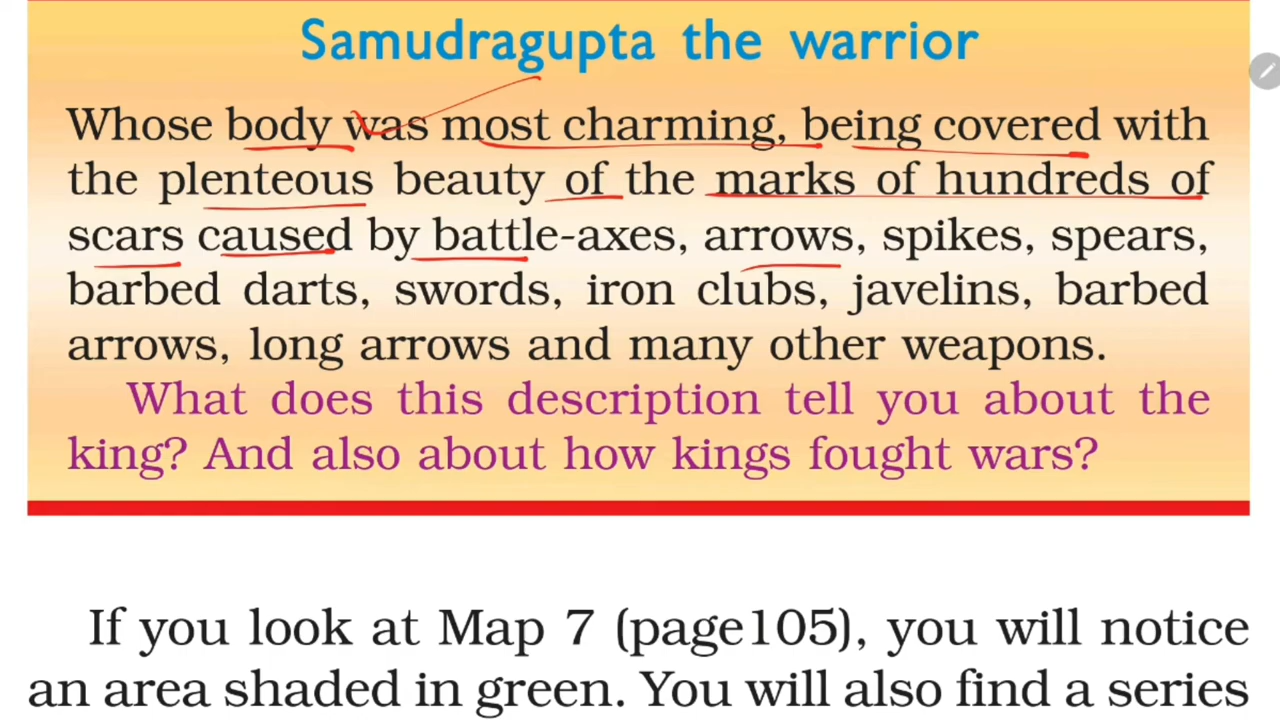 Samudragupta the warrior
Whose body was most charming, being covered with
the plenteous beauty of the marks of hundreds of
scars caused by battle-axes, arrows, spikes, spears,
barbed darts, swords, iron clubs, javelins, barbed
arrows, long arrows and many other weapons.
What does this description tell you about the
king? And also about how kings fought wars?
If you look at Map 7 (page105), you will notice
an area shaded in green. You will also find a series